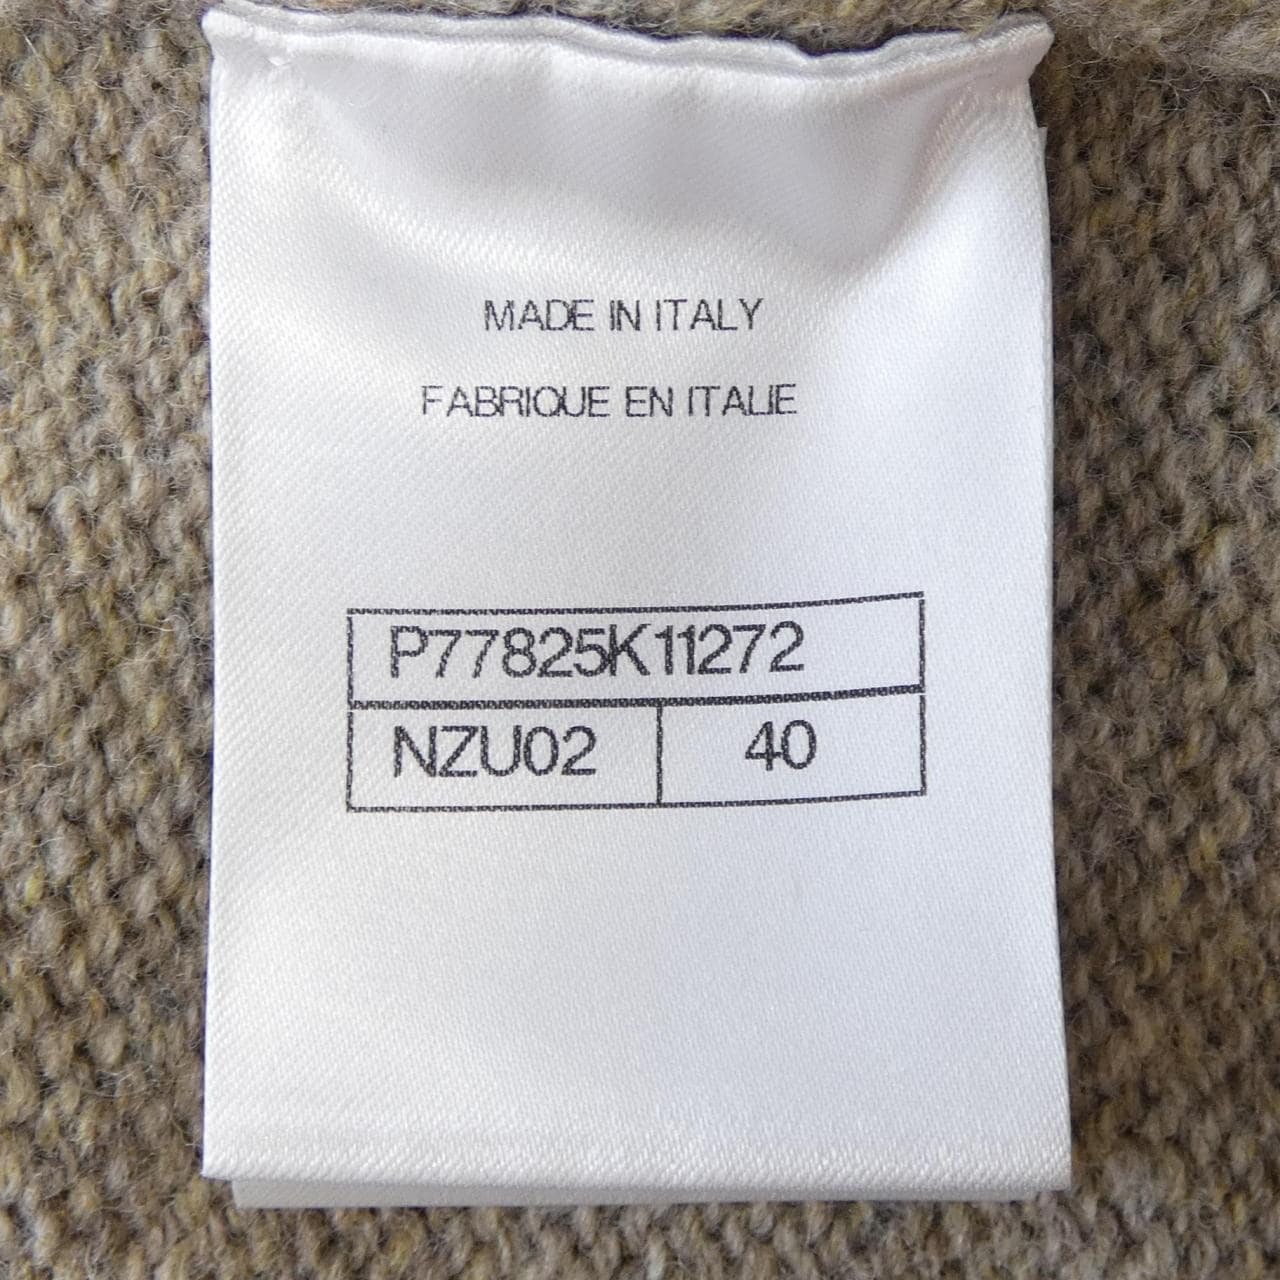 MADE IN ITALY
FABRIQUE EN ITALIE
P77825K11272
NZU02 40